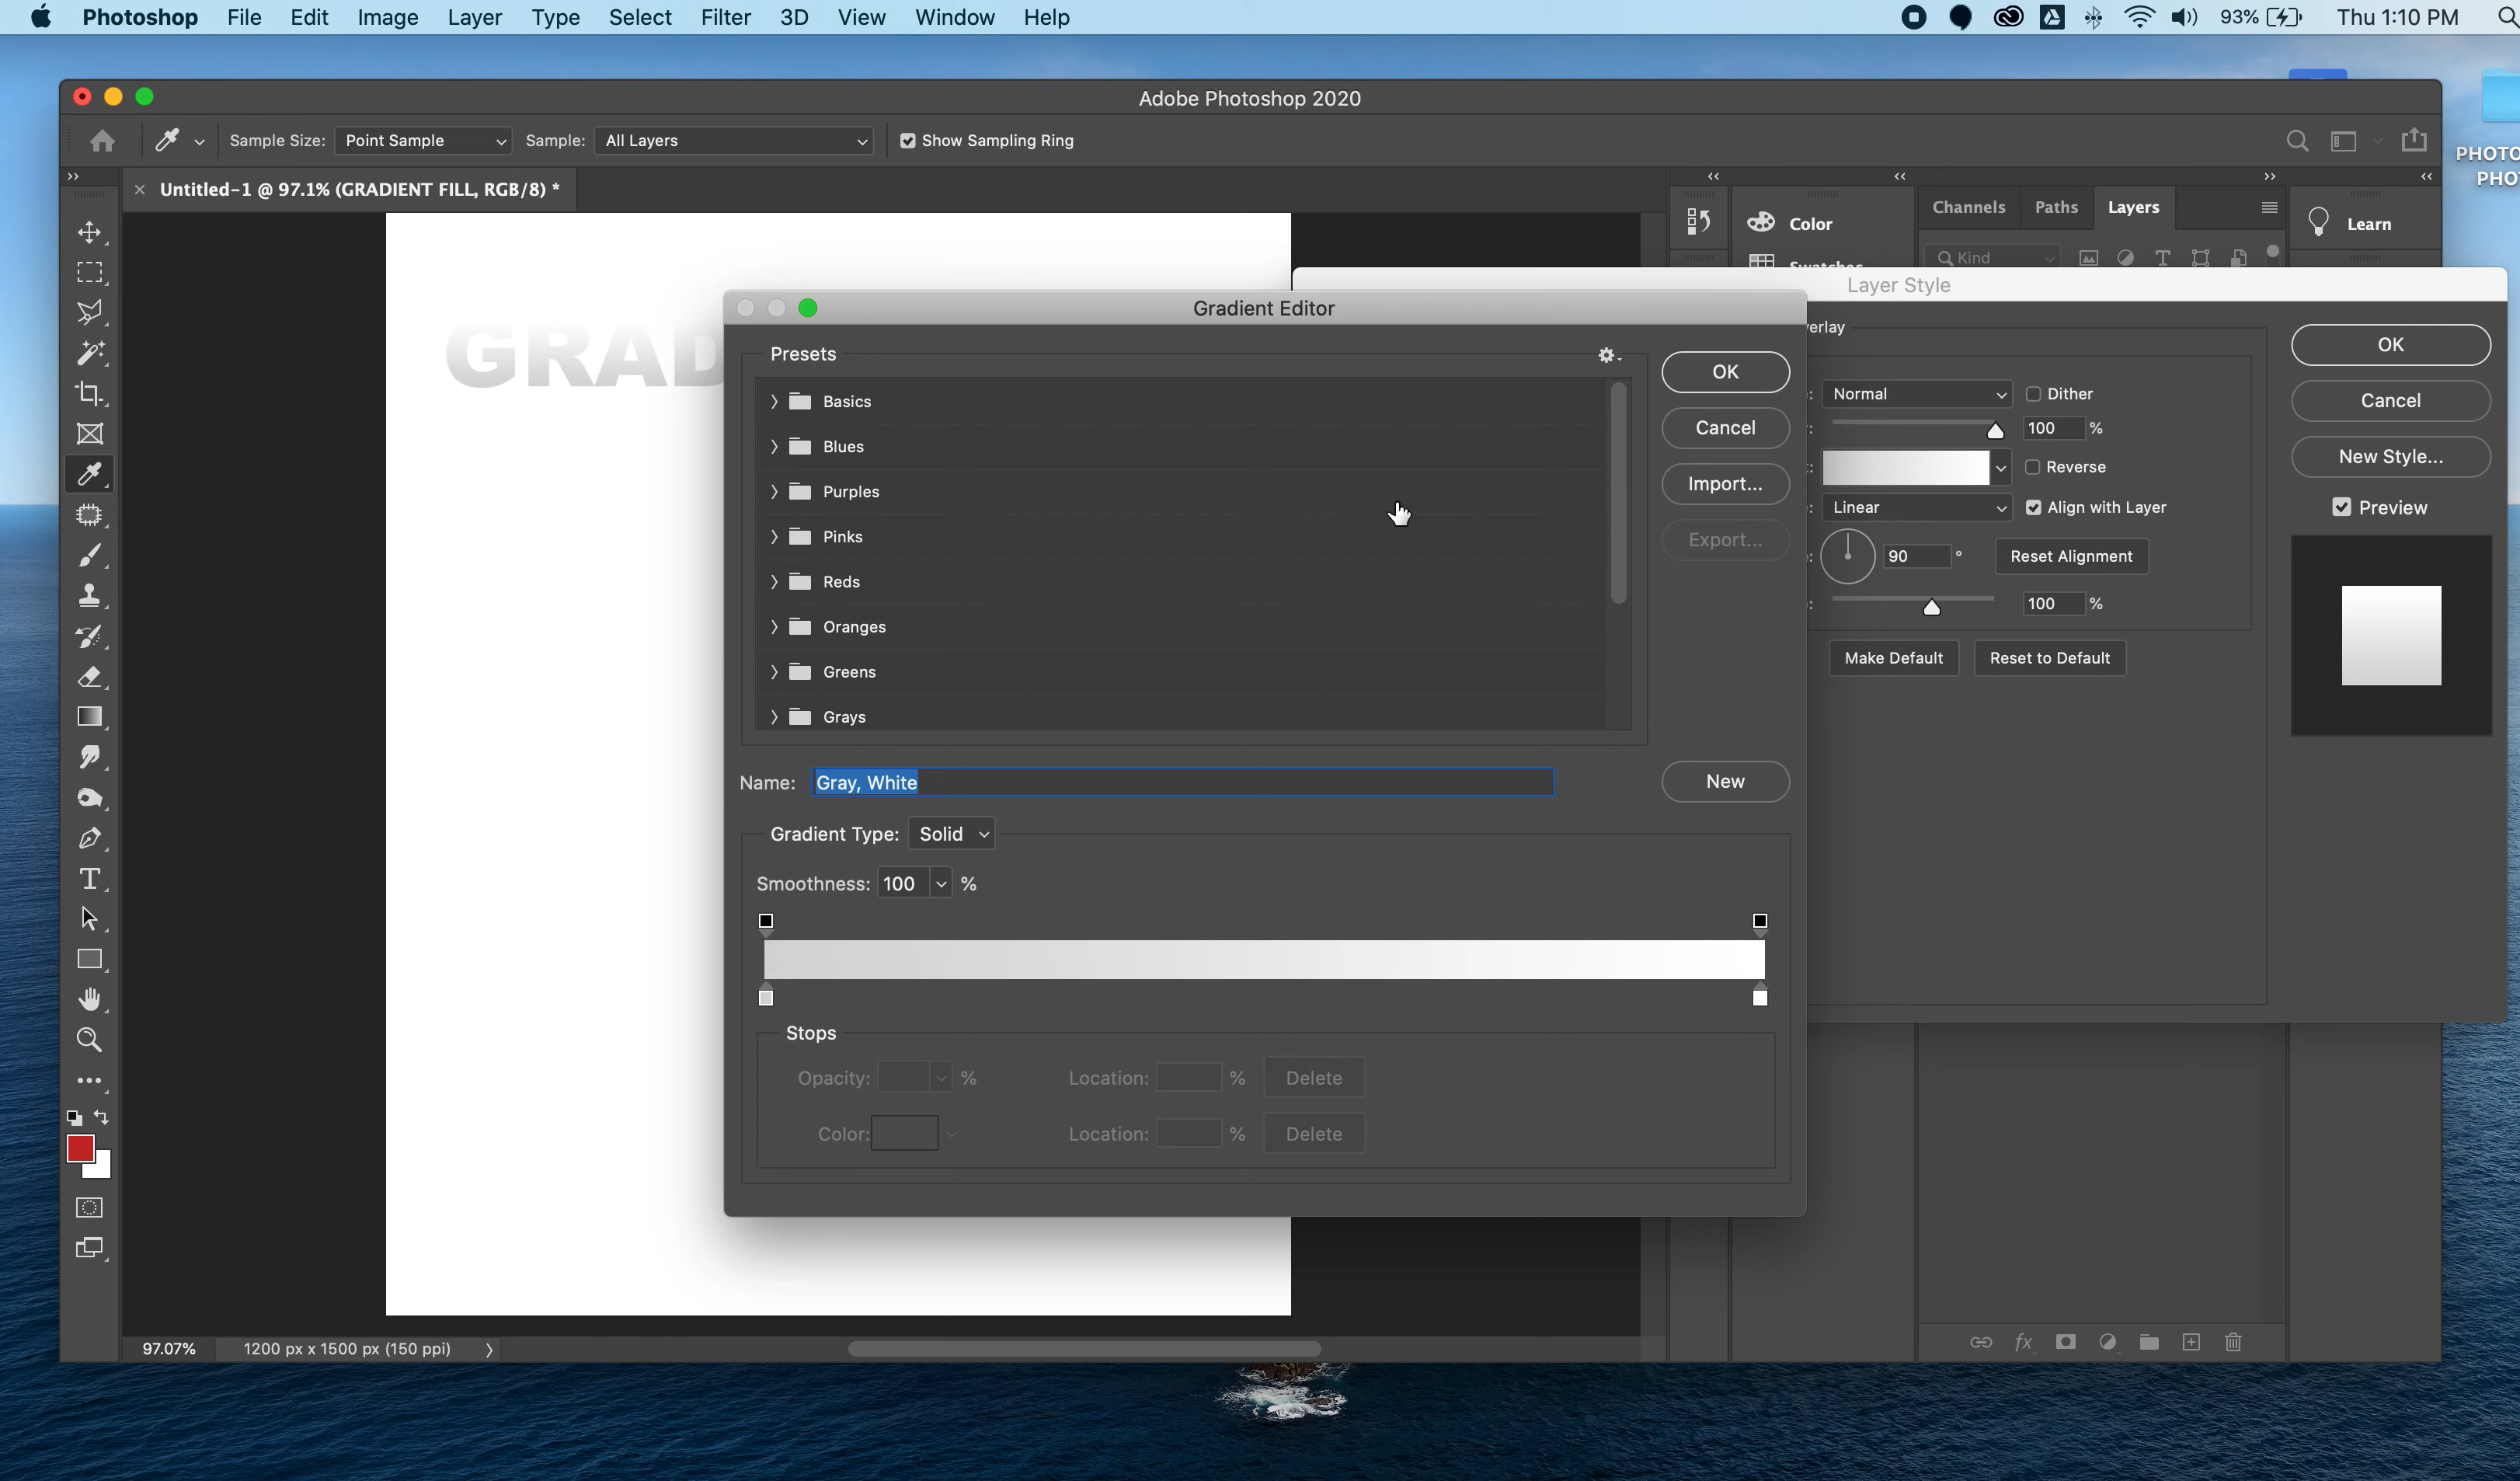 Photoshop File Edit Image Layer Type Select Filter 3D View Window Help 93% Thu 1:10 PM
Adobe Photoshop 2020
Sample Size: Point Sample Sample: All Layers Show Sampling Ring
Untitled-1 @ 97.1% (GRADIENT FILL, RGB/8) *
Color
Channels Paths Layers
Learn
Kind
Swatches
PHOTO
PHO
GRAD
Gradient Editor
Presets
Basics
Blues
Purples
Pinks
Reds
Oranges
Greens
Grays
OK
Cancel
Import...
Export...
Name: Gray, White
New
Gradient Type: Solid
Smoothness: 100 %
Stops
Opacity: % Location: % Delete
Color: Location: % Delete
Layer Style
verlay
Normal Dither
100 %
Reverse
Linear Align with Layer
90 ° Reset Alignment
100 %
Make Default Reset to Default
OK
Cancel
New Style...
Preview
T
fx
97.07% 1200 px x 1500 px (150 ppi)